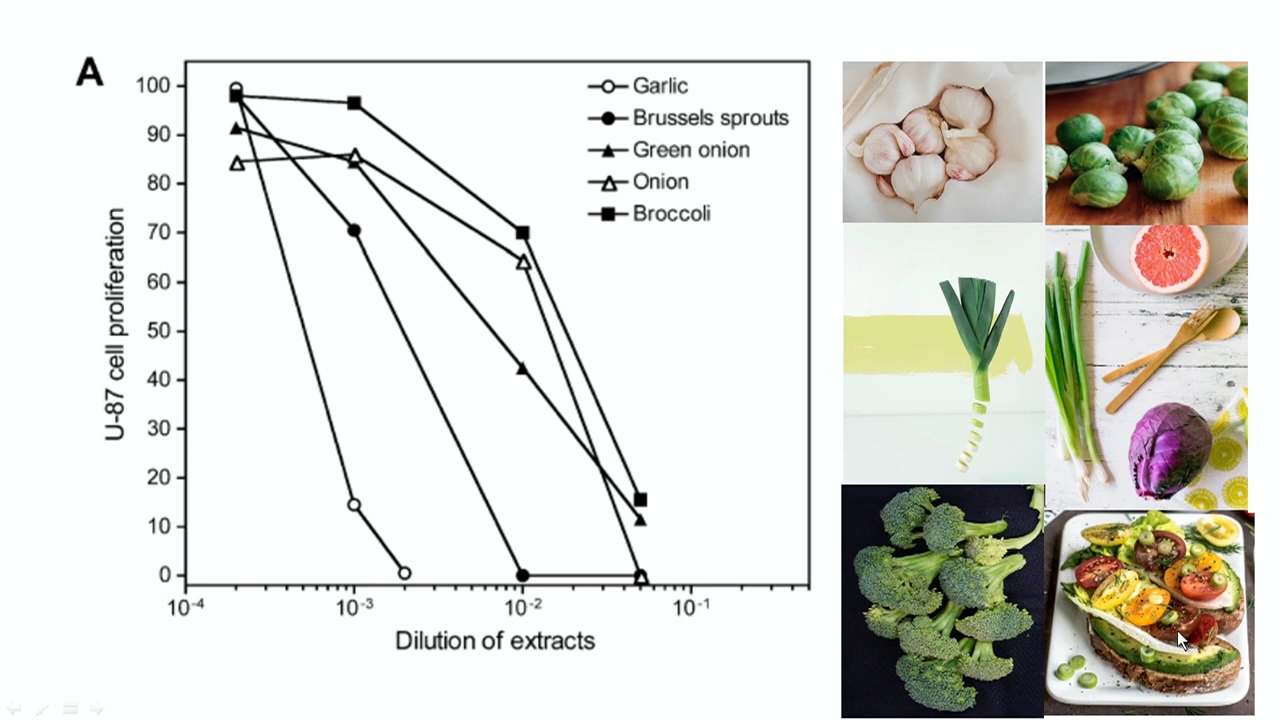 A
100
90
80
70
60
50
40
30
20
10
0
U-87 cell proliferation
Garlic
Brussels sprouts
Green onion
Onion
Broccoli
10-4
10-3
10-2
10-1
Dilution of extracts